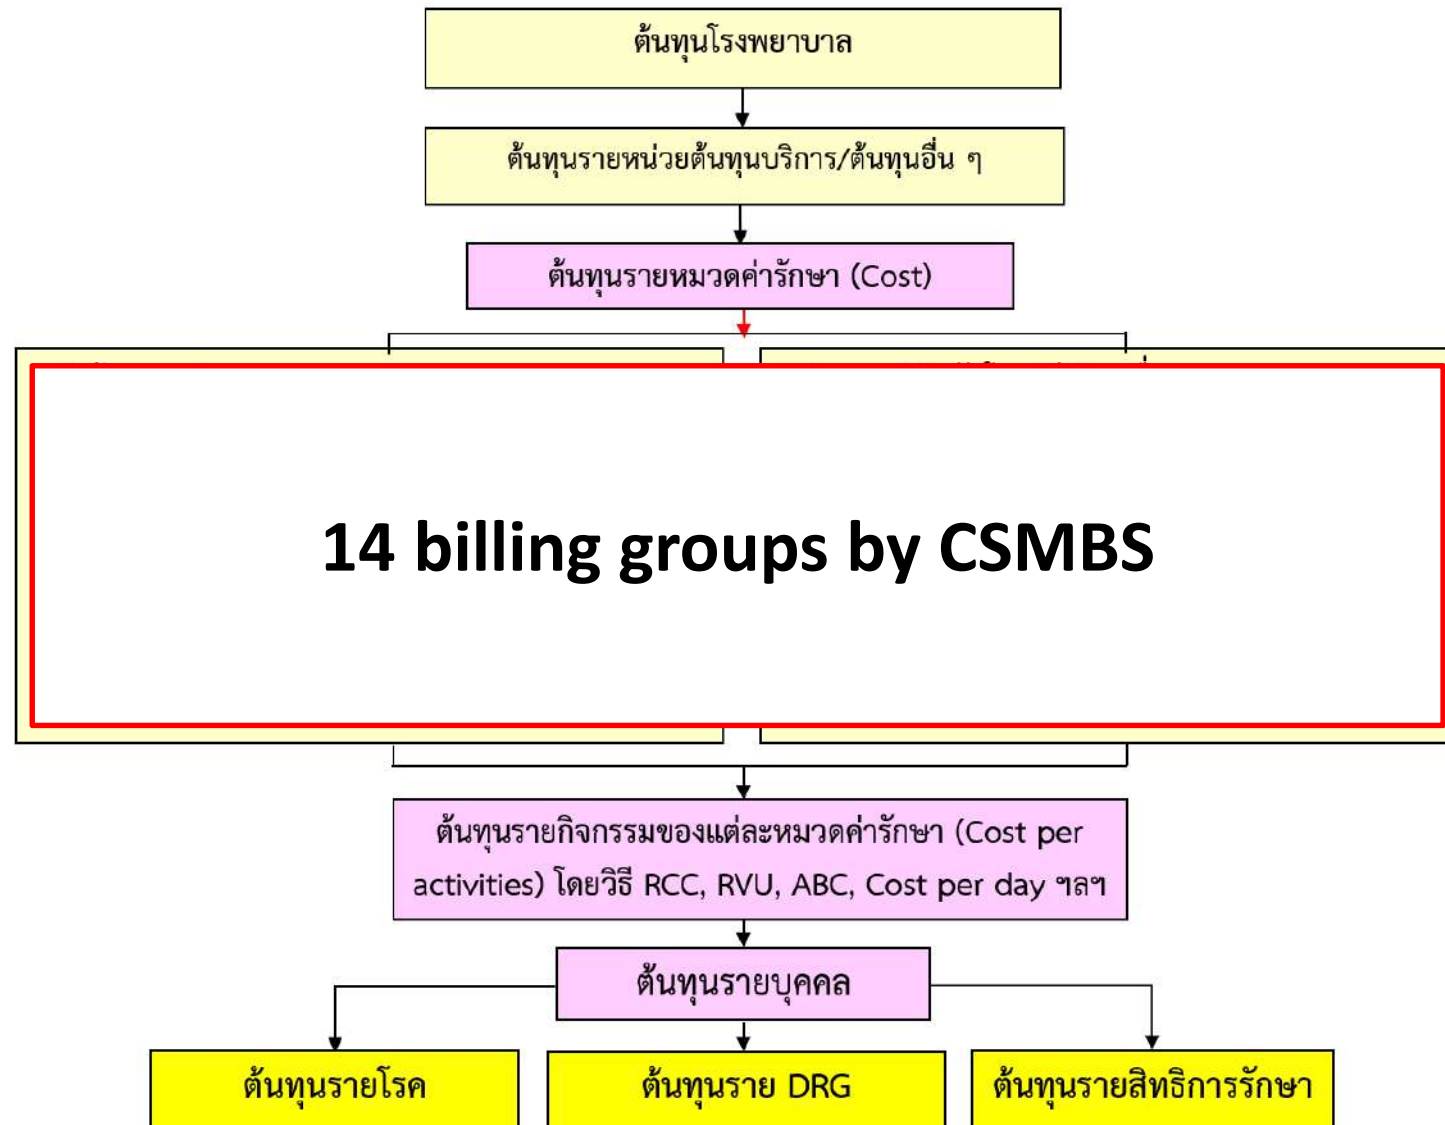 ต้นทุนโรงพยาบาล
ต้นทุนรายหน่วยต้นทุนบริการ/ต้นทุนอื่น ๆ
ต้นทุนรายหมวดค่ารักษา (Cost)
14 billing groups by CSMBS
ต้นทุนรายกิจกรรมของแต่ละหมวดค่ารักษา (Cost per
activities) โดยวิธี RCC, RVU, ABC, Cost per day ฯลฯ
ต้นทุนรายบุคคล
ต้นทุนรายโรค
ต้นทุนราย DRG
ต้นทุนรายสิทธิการรักษา